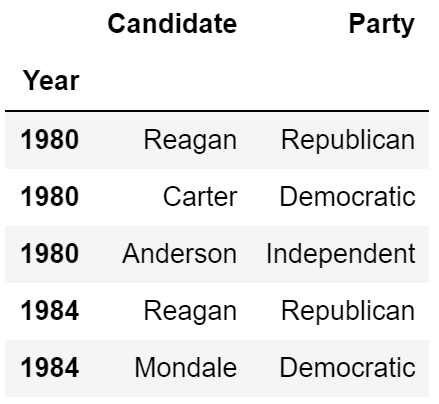 Candidate Party
Year
1980 Reagan Republican
1980 Carter Democratic
1980 Anderson Independent
1984 Reagan Republican
1984 Mondale Democratic